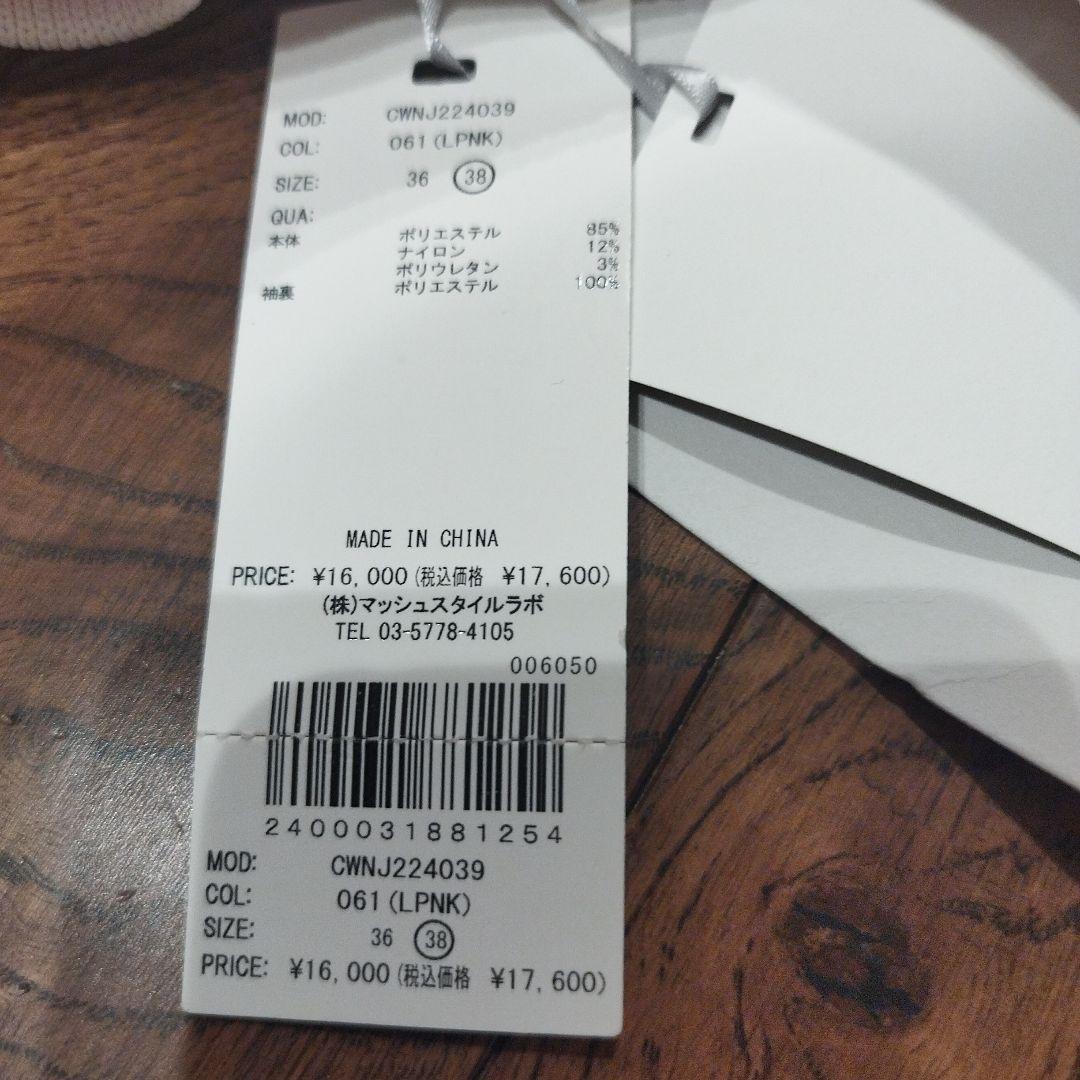 MOD: CWNJ224039
COL: 061(LPNK)
SIZE: 36 38
QUA:
本体 ポリエステル 85%
ナイロン 12%
ポリウレタン 3%
袖裏 ポリエステル 100%
MADE IN CHINA
PRICE: ¥16,000(税込価格 ¥17,600)
(株)マッシュスタイルラボ
TEL 03-5778-4105
006050
2400031881254
MOD: CWNJ224039
COL: 061(LPNK)
SIZE: 36 38
PRICE: ¥16,000(税込価格 ¥17,600)